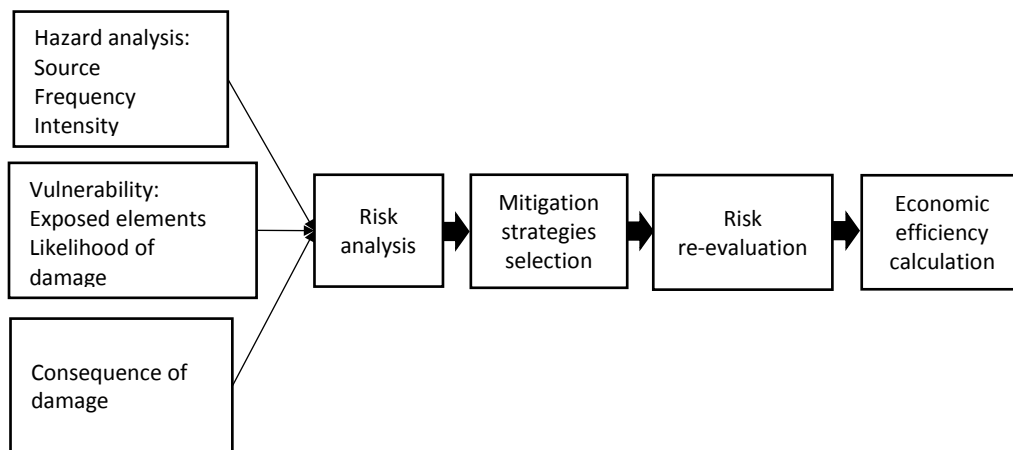 Hazard analysis:
Source
Frequency
Intensity
Vulnerability:
Exposed elements
Likelihood of
damage
Consequence of
damage
Risk
analysis
Mitigation
strategies
selection
Risk
re-evaluation
Economic
efficiency
calculation